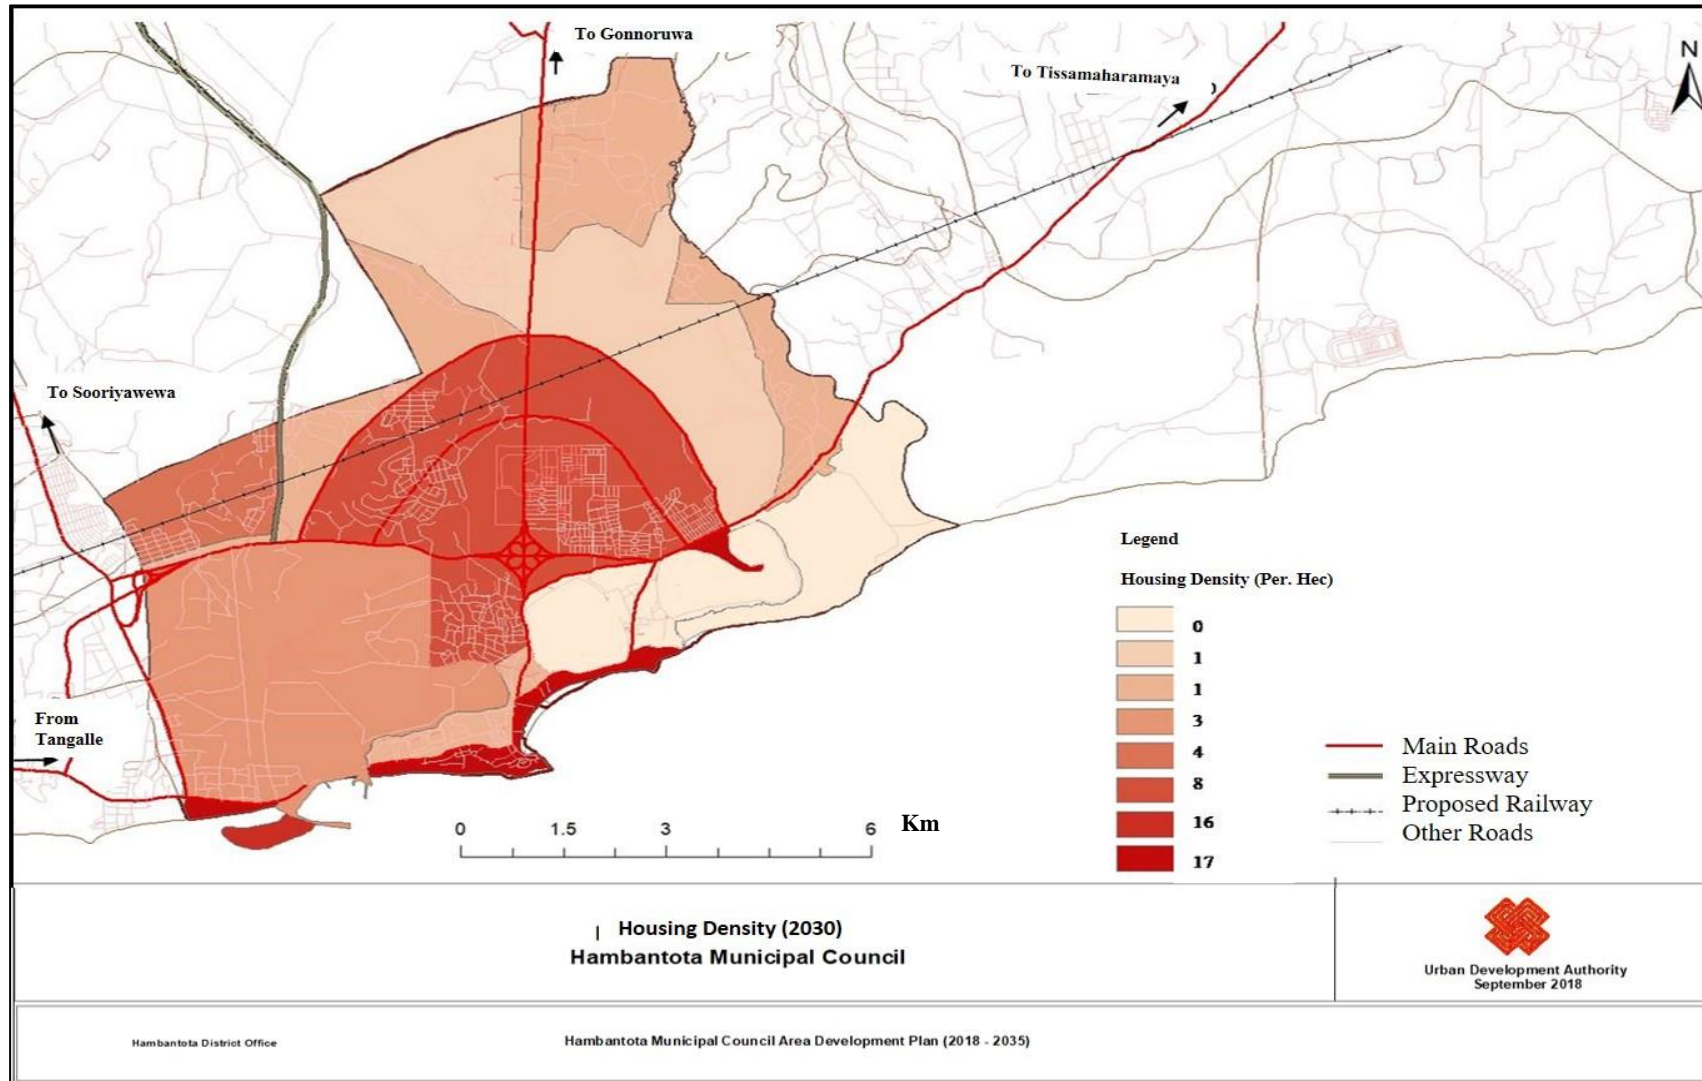 To Gonnoruwa
N
To Tissamaharamaya
To Sooriyawewa
From
Tangalle
Legend
Housing Density (Per. Hec)
0
1
1
3
4
8
16
17
Main Roads
Expressway
Proposed Railway
Other Roads
0 1.5 3 6 Km
Housing Density (2030)
Hambantota Municipal Council
Urban Development Authority
September 2018
Hambantota District Office
Hambantota Municipal Council Area Development Plan (2018 - 2035)